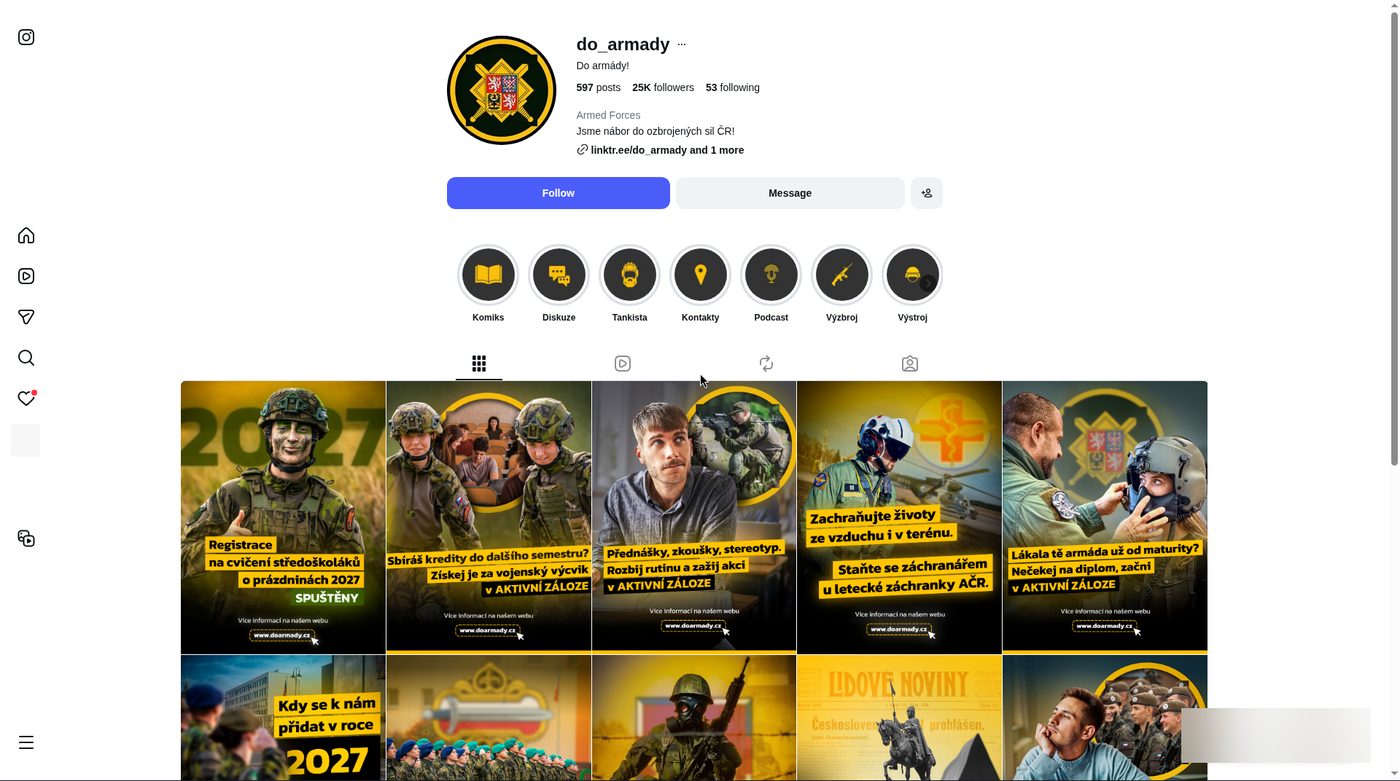 do_armady ...
Do armády!
597 posts 25K followers 53 following
Armed Forces
Jsme nábor do ozbrojených sil ČR!
linktr.ee/do_armady and 1 more
Follow
Message
Komiks
Diskuze
Tankista
Kontakty
Podcast
Výzbroj
Výstroj
2027
Registrace
na cvičení středoškoláků
o prázdninách 2027
SPUŠTĚNY
Více informací na našem webu
www.doarmady.cz
Sbíráš kredity do dalšího semestru?
Získej je za vojenský výcvik
v AKTIVNÍ ZÁLOZE
Více informací na našem webu
www.doarmady.cz
Přednášky, zkoušky, stereotyp.
Rozbij rutinu a zažij akci
v AKTIVNÍ ZÁLOZE
Více informací na našem webu
www.doarmady.cz
Zachraňujte životy
ze vzduchu i v terénu.
Staňte se záchranářem
u letecké záchranky AČR.
Více informací na našem webu
www.doarmady.cz
Lákala tě armáda už od maturity?
Nečekej na diplom, začni
v AKTIVNÍ ZÁLOZE
Více informací na našem webu
www.doarmady.cz
Kdy se k nám
přidat v roce
2027
LIDOVÉ NOVINY
prohlášen.